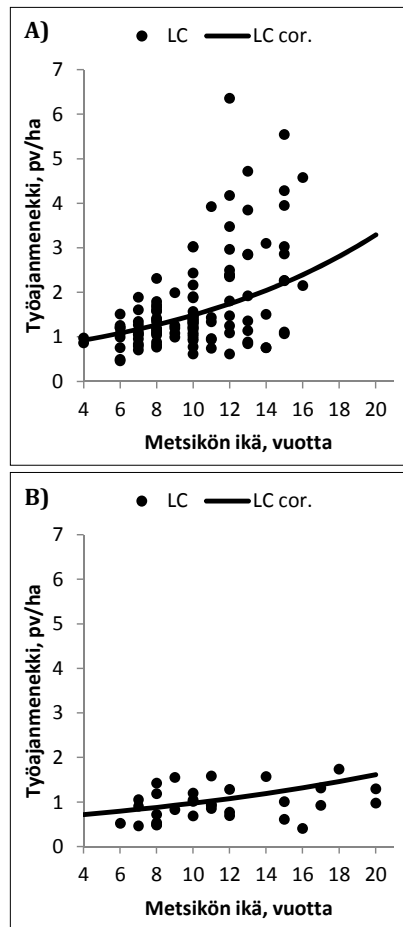 A)
LC LC cor.
7
6
5
4
3
2
1
0
Työajanmenekki, pv/ha
4 6 8 10 12 14 16 18 20
Metsikön ikä, vuotta
B)
LC LC cor.
7
6
5
4
3
2
1
0
Työajanmenekki, pv/ha
4 6 8 10 12 14 16 18 20
Metsikön ikä, vuotta